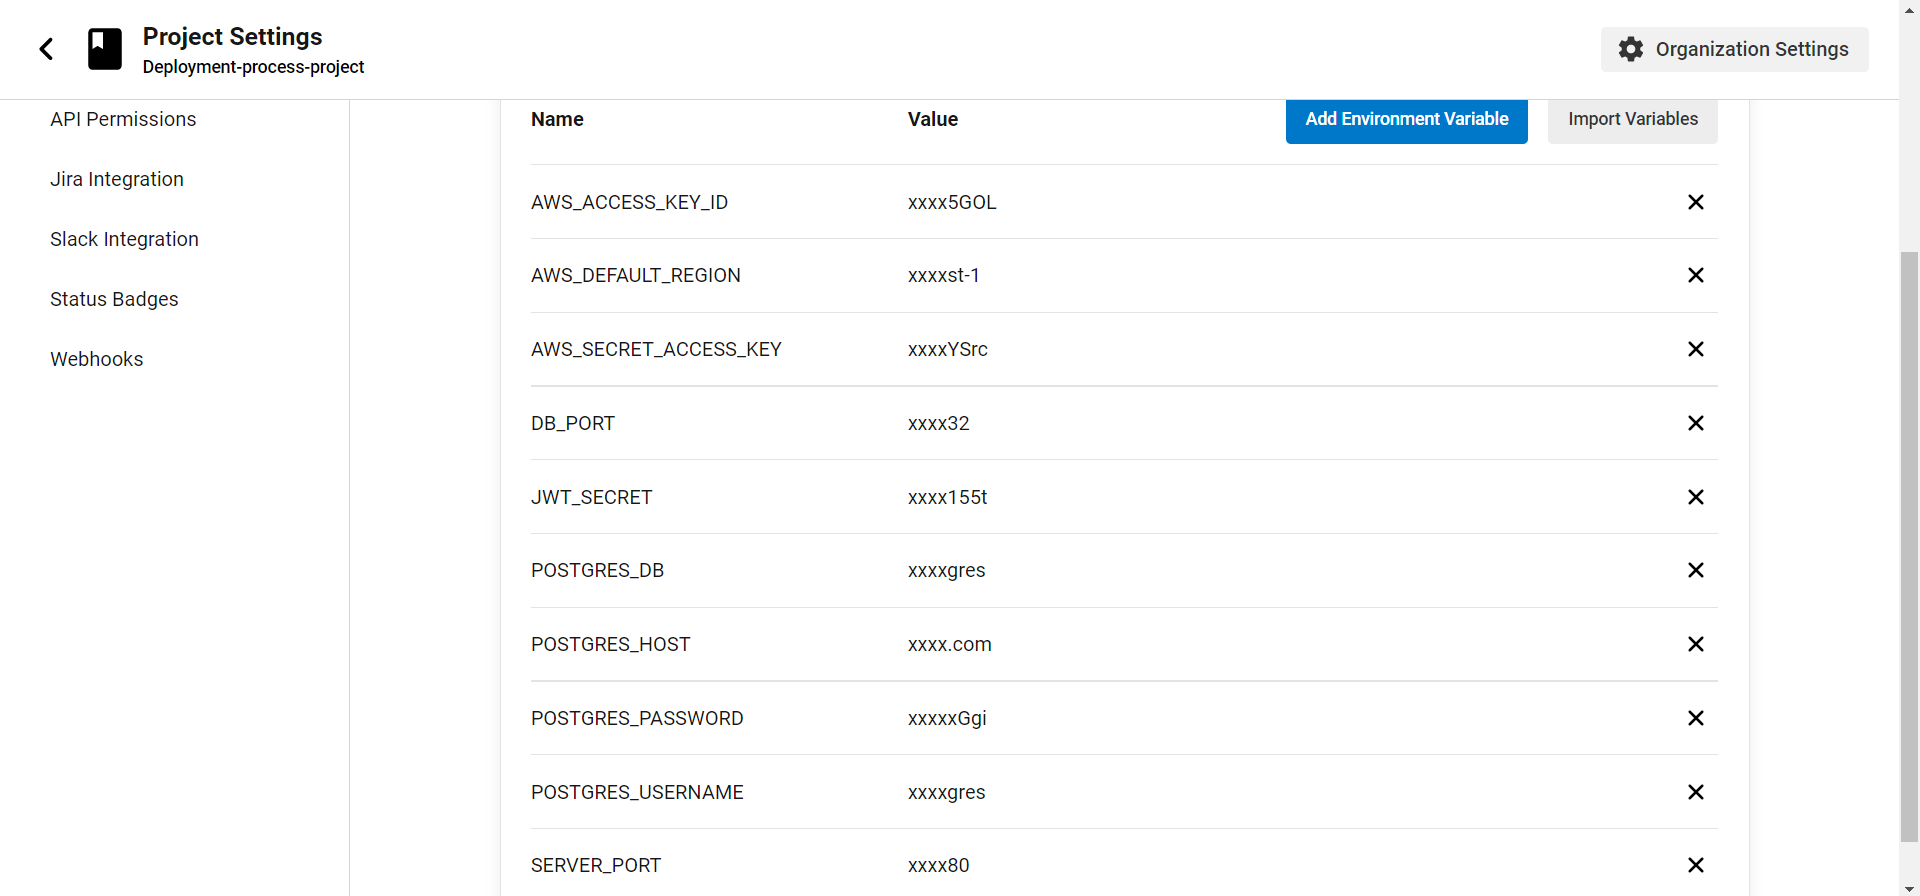 Project Settings
Deployment-process-project
Organization Settings
API Permissions
Jira Integration
Slack Integration
Status Badges
Webhooks
Name Value Add Environment Variable Import Variables
AWS_ACCESS_KEY_ID xxxx5GOL
AWS_DEFAULT_REGION xxxxst-1
AWS_SECRET_ACCESS_KEY xxxxYSrc
DB_PORT xxxx32
JWT_SECRET xxxx155t
POSTGRES_DB xxxxgres
POSTGRES_HOST xxxx.com
POSTGRES_PASSWORD xxxxxGgi
POSTGRES_USERNAME xxxxgres
SERVER_PORT xxxx80